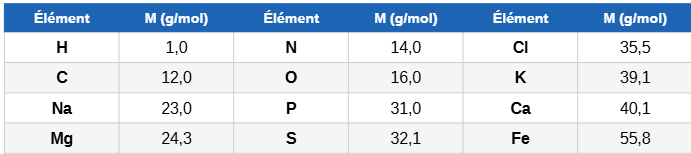 Élément M (g/mol) Élément M (g/mol) Élément M (g/mol)
H 1,0 N 14,0 Cl 35,5
C 12,0 O 16,0 K 39,1
Na 23,0 P 31,0 Ca 40,1
Mg 24,3 S 32,1 Fe 55,8